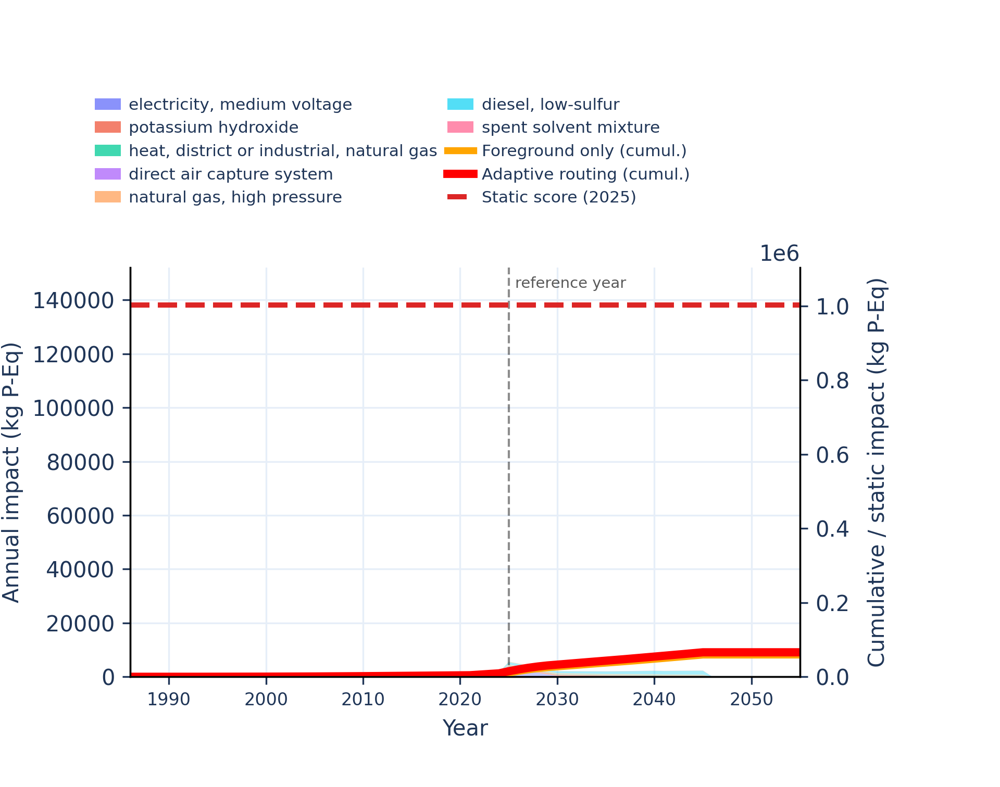 electricity, medium voltage
potassium hydroxide
heat, district or industrial, natural gas
direct air capture system
natural gas, high pressure
diesel, low-sulfur
spent solvent mixture
Foreground only (cumul.)
Adaptive routing (cumul.)
Static score (2025)
1e6
reference year
Annual impact (kg P-Eq)
140000
120000
100000
80000
60000
40000
20000
0
1.0
0.8
0.6
0.4
0.2
0.0
Cumulative / static impact (kg P-Eq)
1990 2000 2010 2020 2030 2040 2050
Year